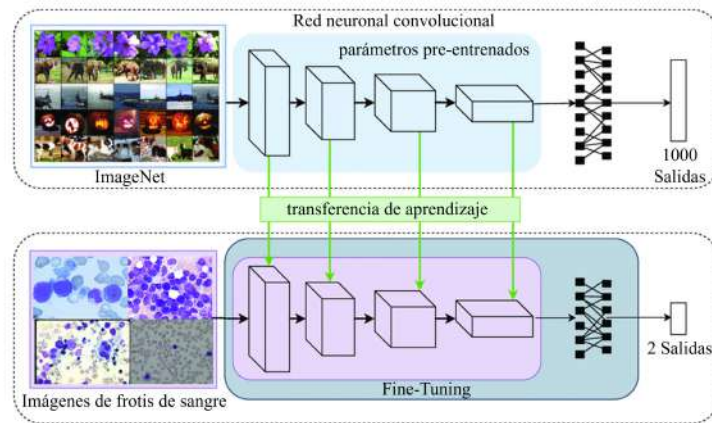 Red neuronal convolucional
parámetros pre-entrenados
ImageNet
1000
Salidas
transferencia de aprendizaje
2 Salidas
Imágenes de frotis de sangre
Fine-Tuning